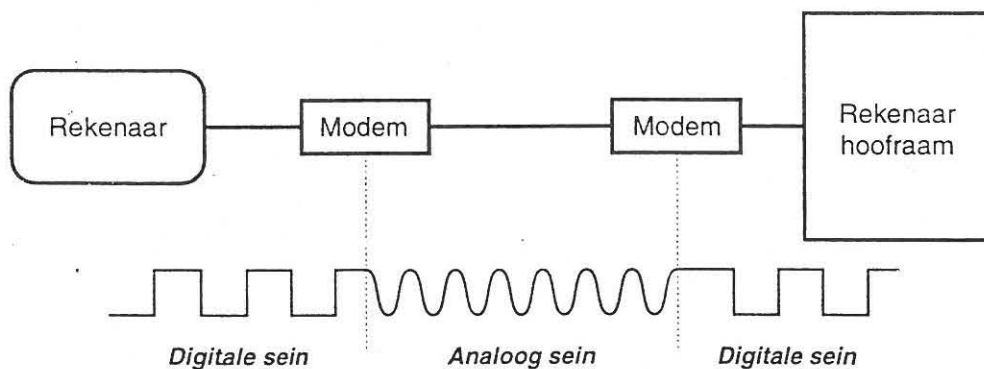 Rekenaar
Modem
Modem
Rekenaar
hoofraam
Digitale sein
Analoog sein
Digitale sein